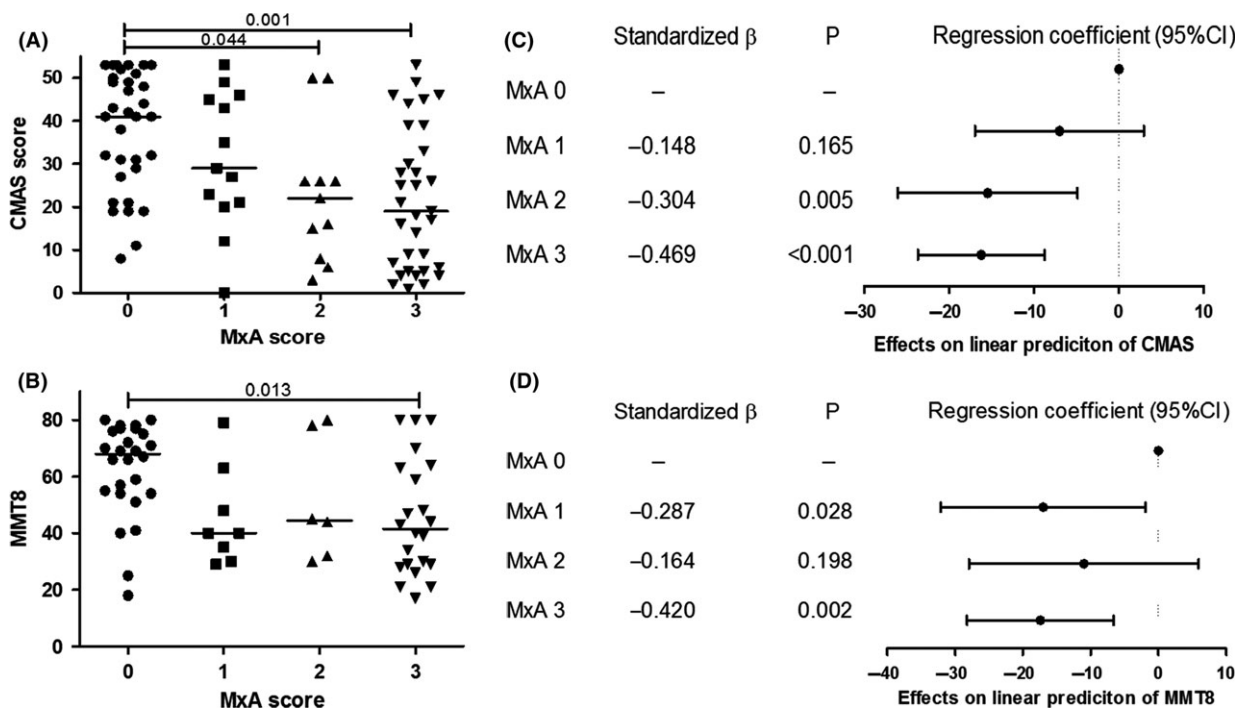 (A)
0.001
0.044
CMAS score
50
40
30
20
10
0
0 1 2 3
MxA score
(B)
0.013
MMT8
80
60
40
20
0
0 1 2 3
MxA score
(C)
Standardized β P Regression coefficient (95%CI)
MxA 0 – –
MxA 1 –0.148 0.165
MxA 2 –0.304 0.005
MxA 3 –0.469 <0.001
–30 –20 –10 0 10
Effects on linear prediciton of CMAS
(D)
Standardized β P Regression coefficient (95%CI)
MxA 0 – –
MxA 1 –0.287 0.028
MxA 2 –0.164 0.198
MxA 3 –0.420 0.002
–40 –30 –20 –10 0 10
Effects on linear prediciton of MMT8